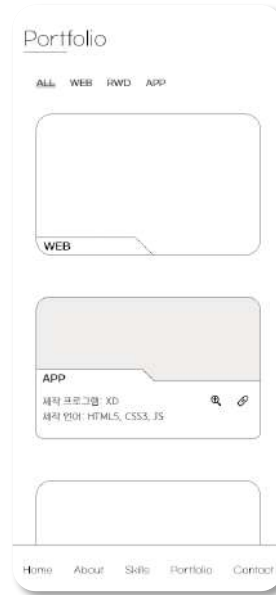 Portfolio
ALL WEB RWD APP
WEB
APP
제작 프로그램: XD
제작 언어: HTML5, CSS3, JS
Home About Skills Portfolio Contact